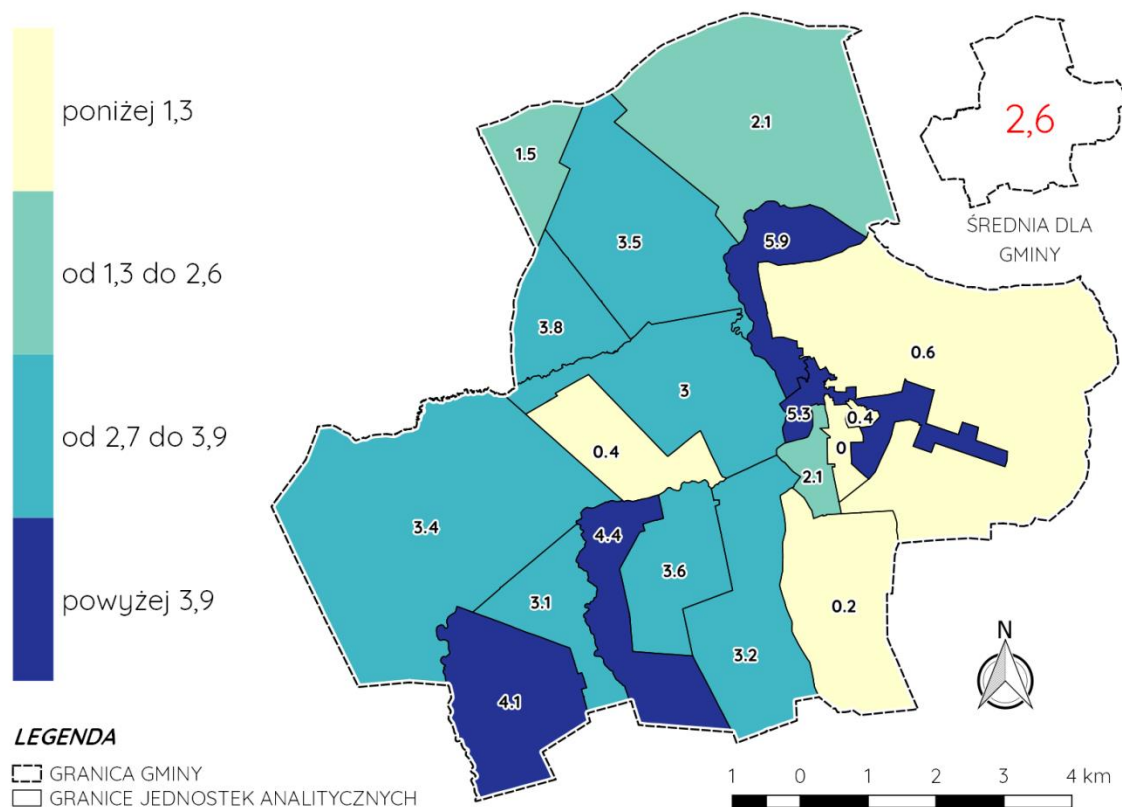 poniżej 1,3
od 1,3 do 2,6
od 2,7 do 3,9
powyżej 3,9
2.1
1.5
2,6
ŚREDNIA DLA
GMINY
3.5
5.9
3.8
0.6
3
5.3
0.4
0
0.4
2.1
3.4
4.4
3.6
3.1
0.2
3.2
4.1
N
LEGENDA
GRANICA GMINY
GRANICE JEDNOSTEK ANALITYCZNYCH
1 0 1 2 3 4 km